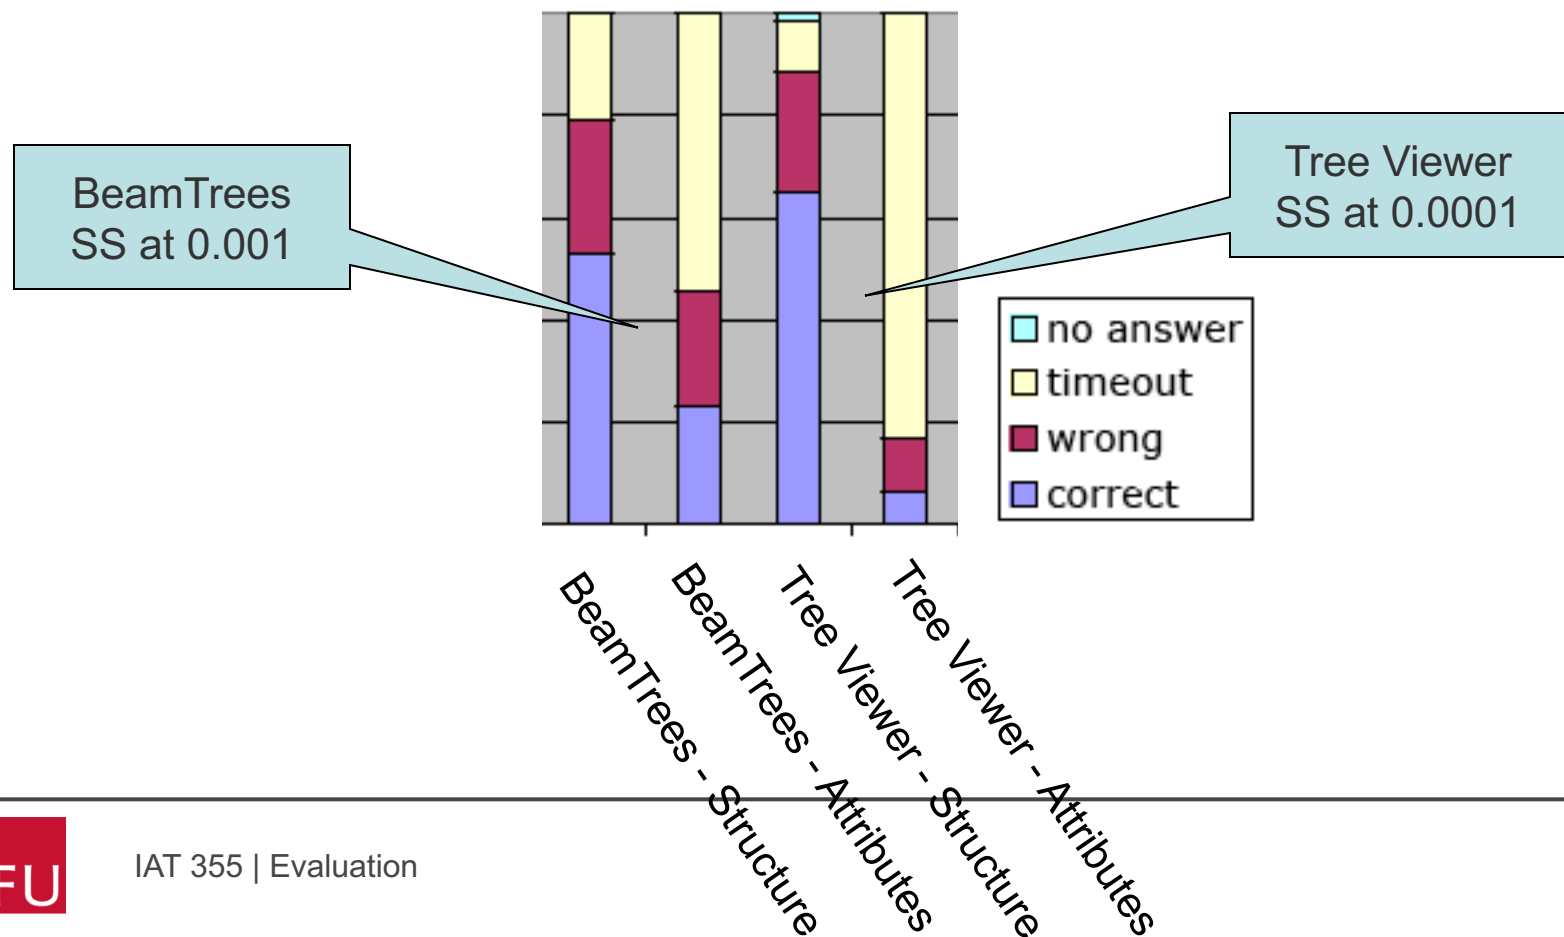 BeamTrees
SS at 0.001
Tree Viewer
SS at 0.0001
no answer
timeout
wrong
correct
BeamTrees - Structure
BeamTrees - Attributes
Tree Viewer - Structure
Tree Viewer - Attributes
FU
IAT 355 | Evaluation